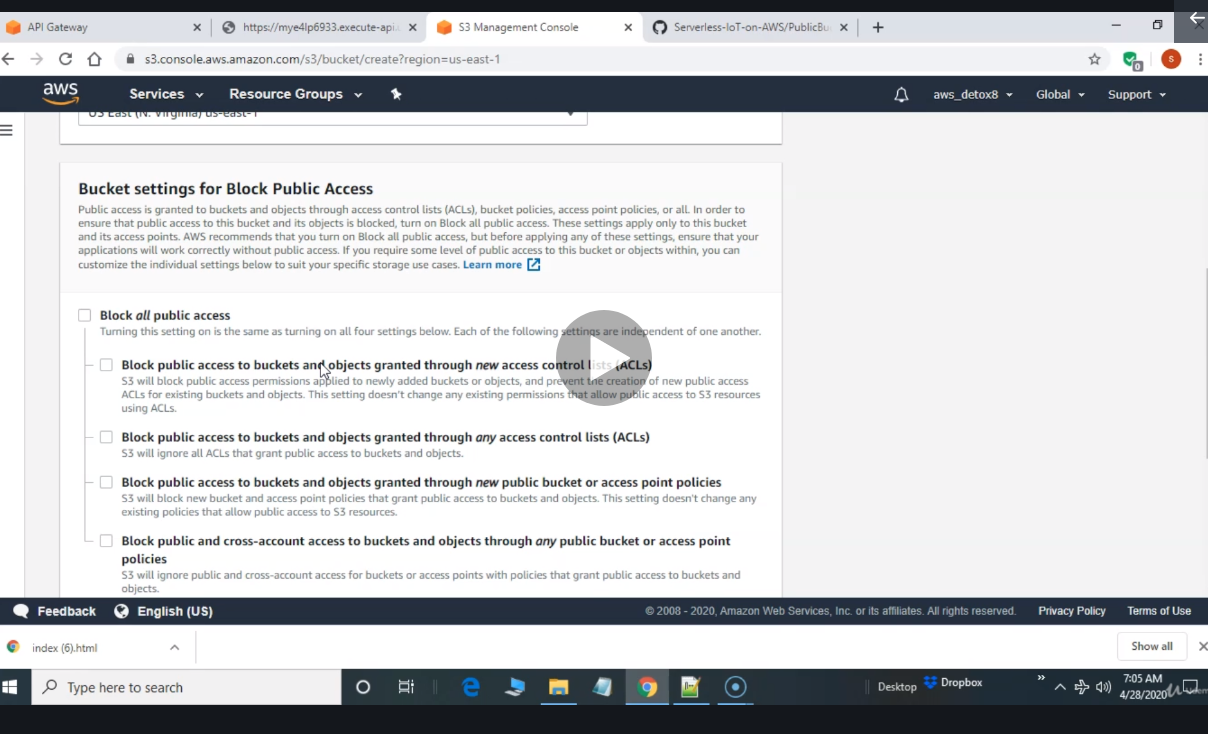 API Gateway
https://mye4lp6933.execute-api.
S3 Management Console
Serverless-IoT-on-AWS/PublicBu
s3.console.aws.amazon.com/s3/bucket/create?region=us-east-1
0
S
aws
Services
Resource Groups
aws_detox8
Global
Support
US East (N. Virginia) us-east-1
Bucket settings for Block Public Access
Public access is granted to buckets and objects through access control lists (ACLs), bucket policies, access point policies, or all. In order to
ensure that public access to this bucket and its objects is blocked, turn on Block all public access. These settings apply only to this bucket
and its access points. AWS recommends that you turn on Block all public access, but before applying any of these settings, ensure that your
applications will work correctly without public access. If you require some level of public access to this bucket or objects within, you can
customize the individual settings below to suit your specific storage use cases. Learn more
Block all public access
Turning this setting on is the same as turning on all four settings below. Each of the following settings are independent of one another.
Block public access to buckets and objects granted through new access control lists (ACLs)
S3 will block public access permissions applied to newly added buckets or objects, and prevent the creation of new public access
ACLs for existing buckets and objects. This setting doesn't change any existing permissions that allow public access to S3 resources
using ACLs.
Block public access to buckets and objects granted through any access control lists (ACLs)
S3 will ignore all ACLs that grant public access to buckets and objects.
Block public access to buckets and objects granted through new public bucket or access point policies
S3 will block new bucket and access point policies that grant public access to buckets and objects. This setting doesn't change any
existing policies that allow public access to S3 resources.
Block public and cross-account access to buckets and objects through any public bucket or access point
policies
S3 will ignore public and cross-account access for buckets or access points with policies that grant public access to buckets and
objects.
Feedback
English (US)
© 2008 - 2020, Amazon Web Services, Inc. or its affiliates. All rights reserved.
Privacy Policy
Terms of Use
index (6).html
Show all
Type here to search
Desktop
Dropbox
7:05 AM
4/28/2020